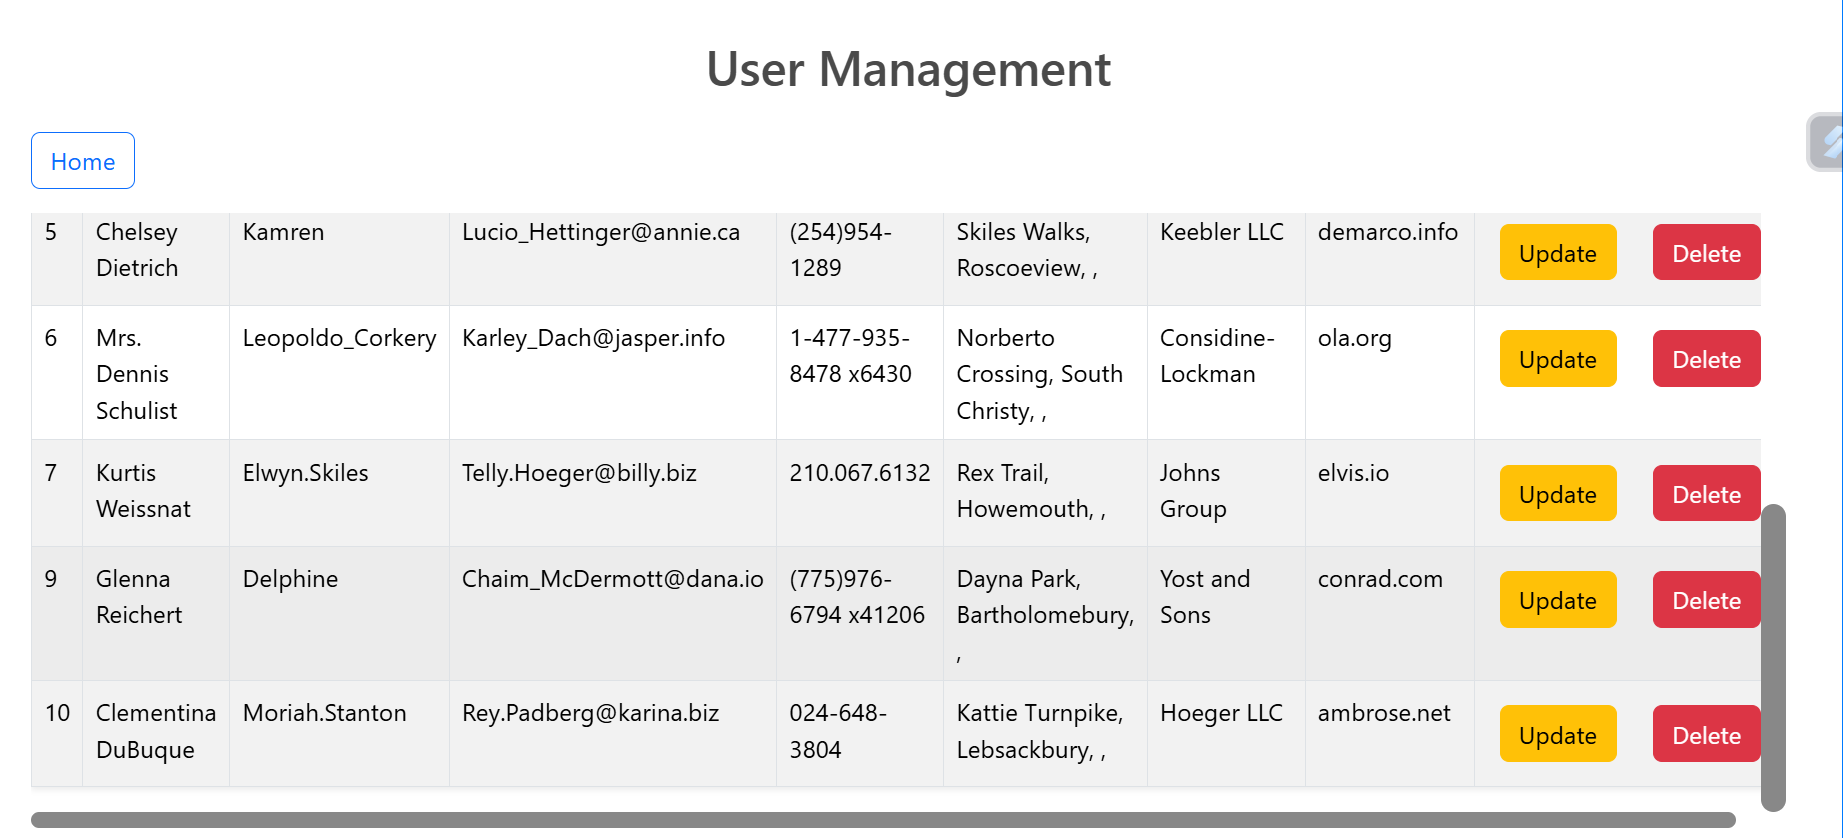 User Management
Home
5 Chelsey Kamren Lucio_Hettinger@annie.ca (254)954- Skiles Walks, Keebler LLC demarco.info Update Delete
Dietrich 1289 Roscoeview, ,
6 Mrs. Leopoldo_Corkery Karley_Dach@jasper.info 1-477-935- Norberto Considine- ola.org Update Delete
Dennis 8478 x6430 Crossing, South Lockman
Schulist Christy, ,
7 Kurtis Elwyn.Skiles Telly.Hoeger@billy.biz 210.067.6132 Rex Trail, Johns elvis.io Update Delete
Weissnat Howemouth, , Group
9 Glenna Delphine Chaim_McDermott@dana.io (775)976- Dayna Park, Yost and conrad.com Update Delete
Reichert 6794 x41206 Bartholomebury, Sons
,
10 Clementina Moriah.Stanton Rey.Padberg@karina.biz 024-648- Kattie Turnpike, Hoeger LLC ambrose.net Update Delete
DuBuque 3804 Lebsackbury, ,